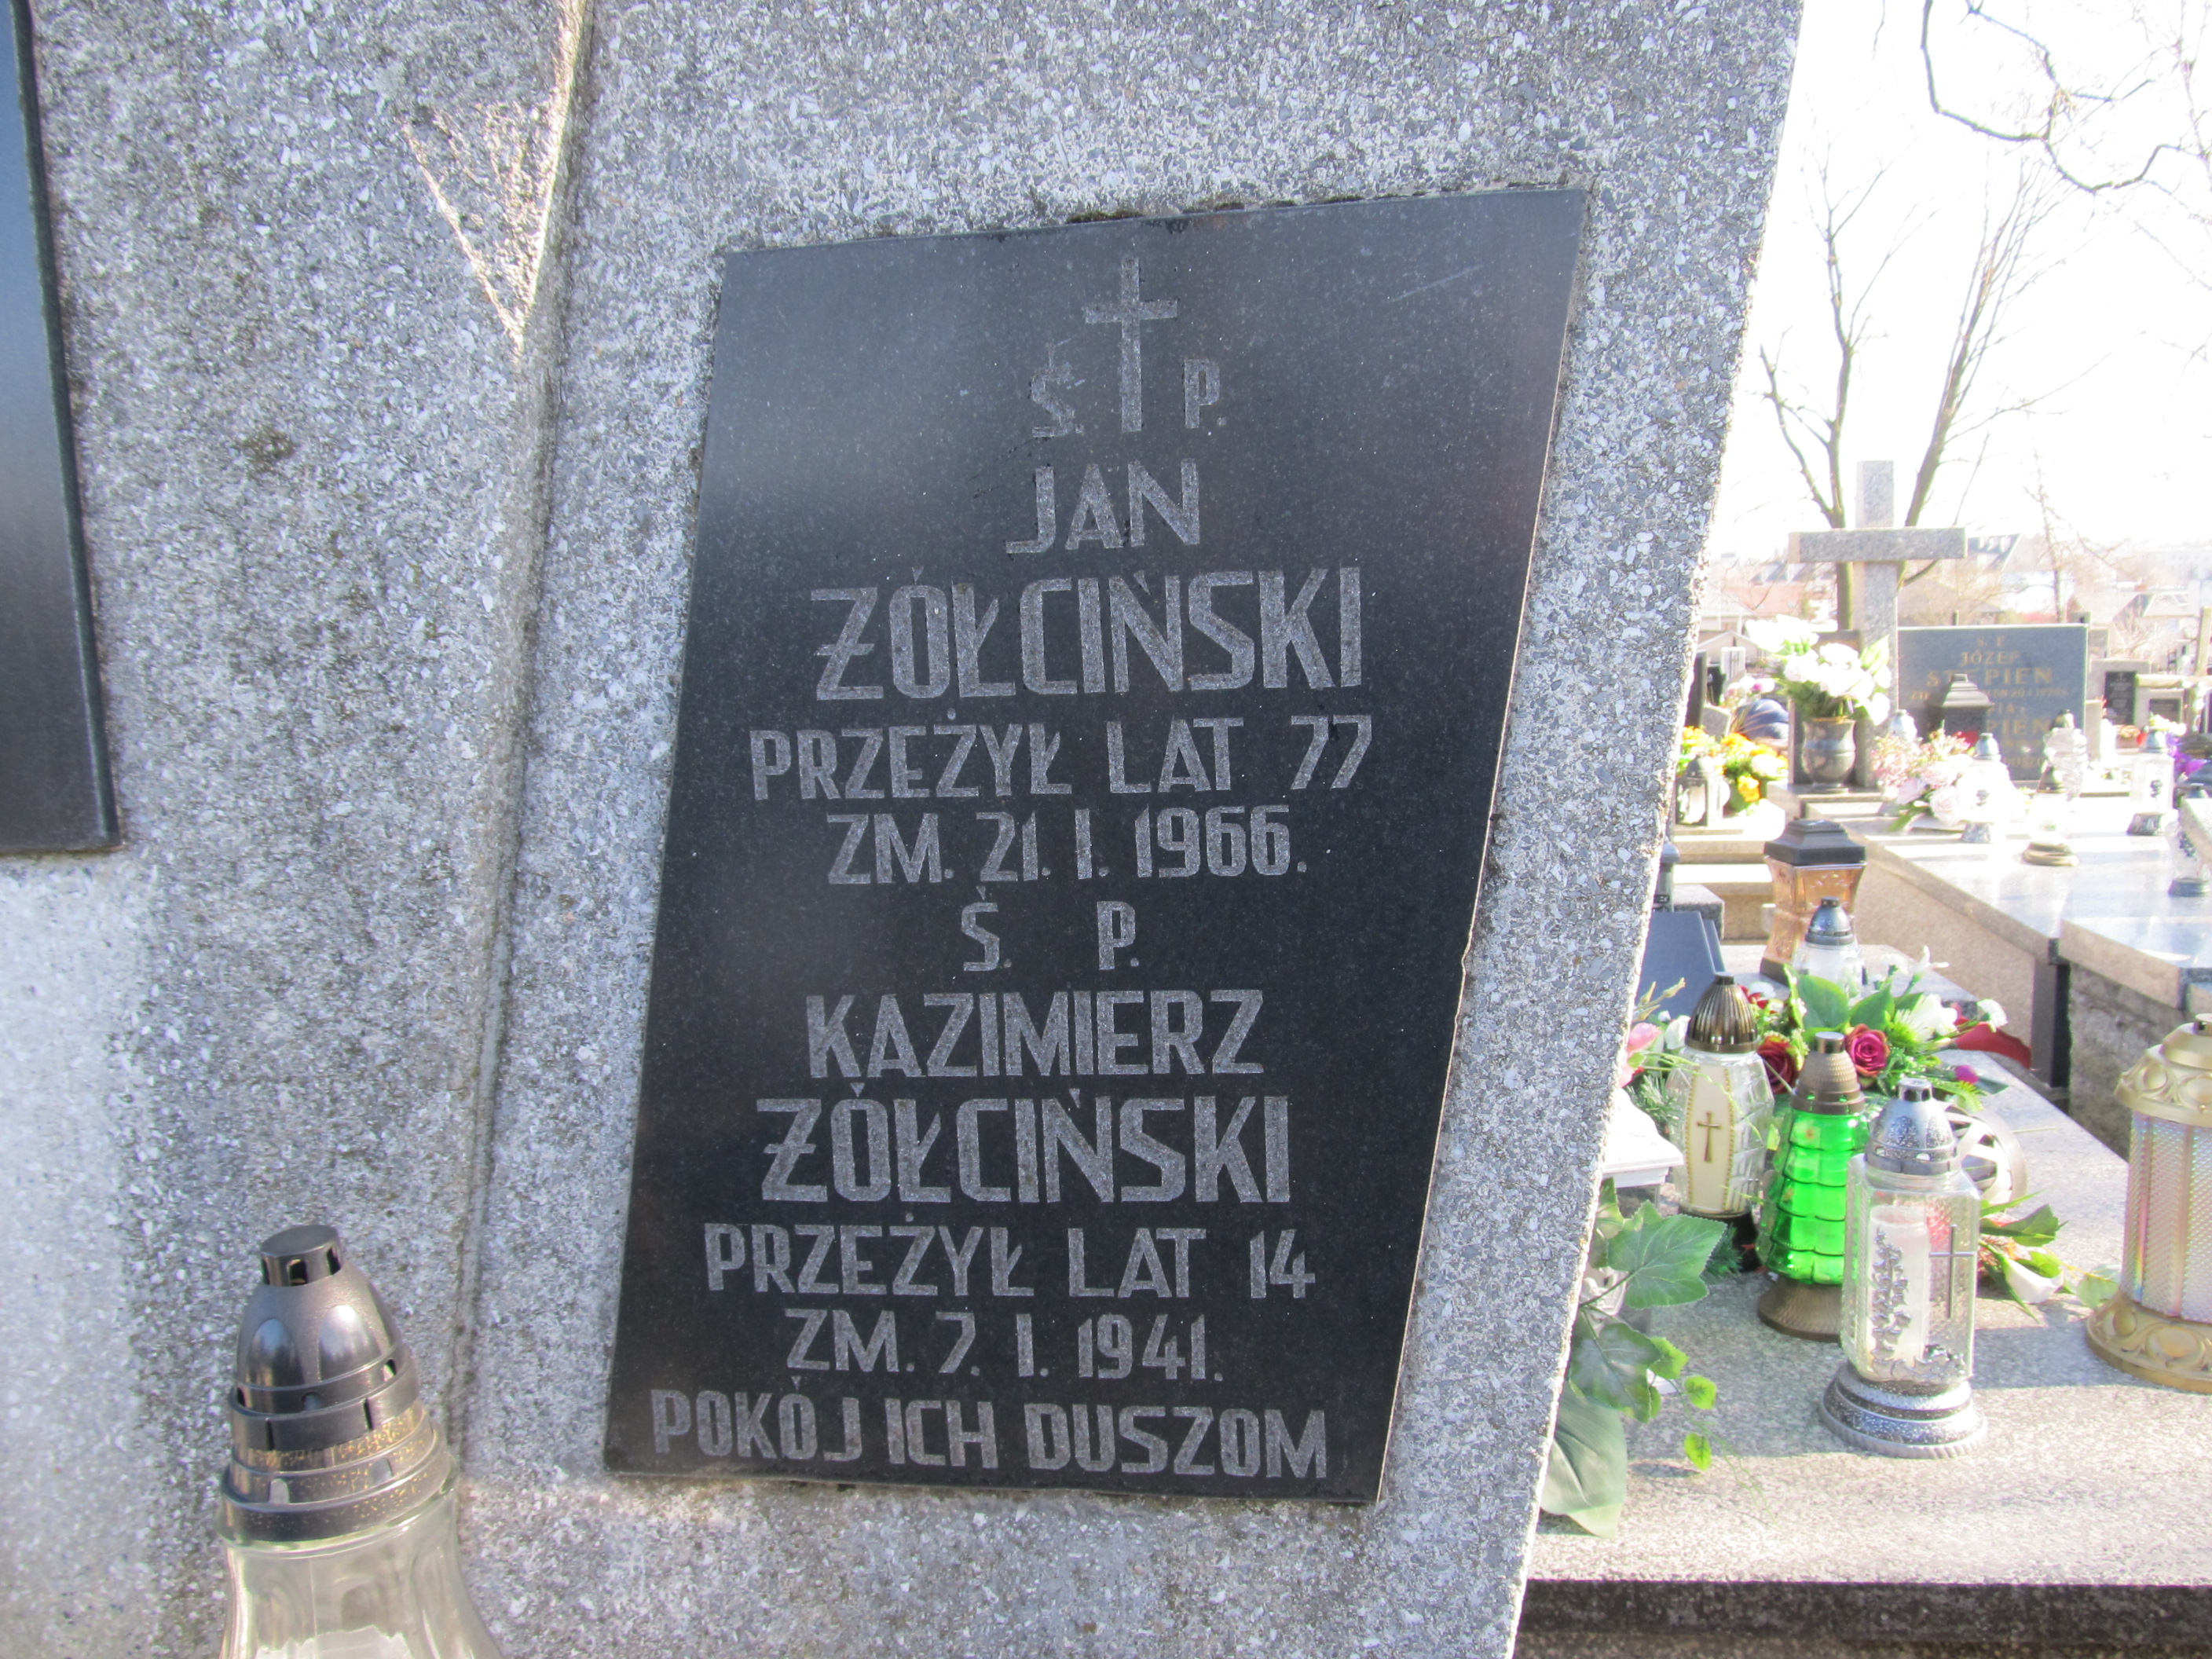 Ś. P.
JAN
ŻÓŁCIŃSKI
PRZEŻYŁ LAT 77
ZM. 21. I. 1966.
Ś. P.
KAZIMIERZ
ŻÓŁCIŃSKI
PRZEŻYŁ LAT 14
ZM. 7. I. 1941.
POKÓJ ICH DUSZOM
JÓZEF